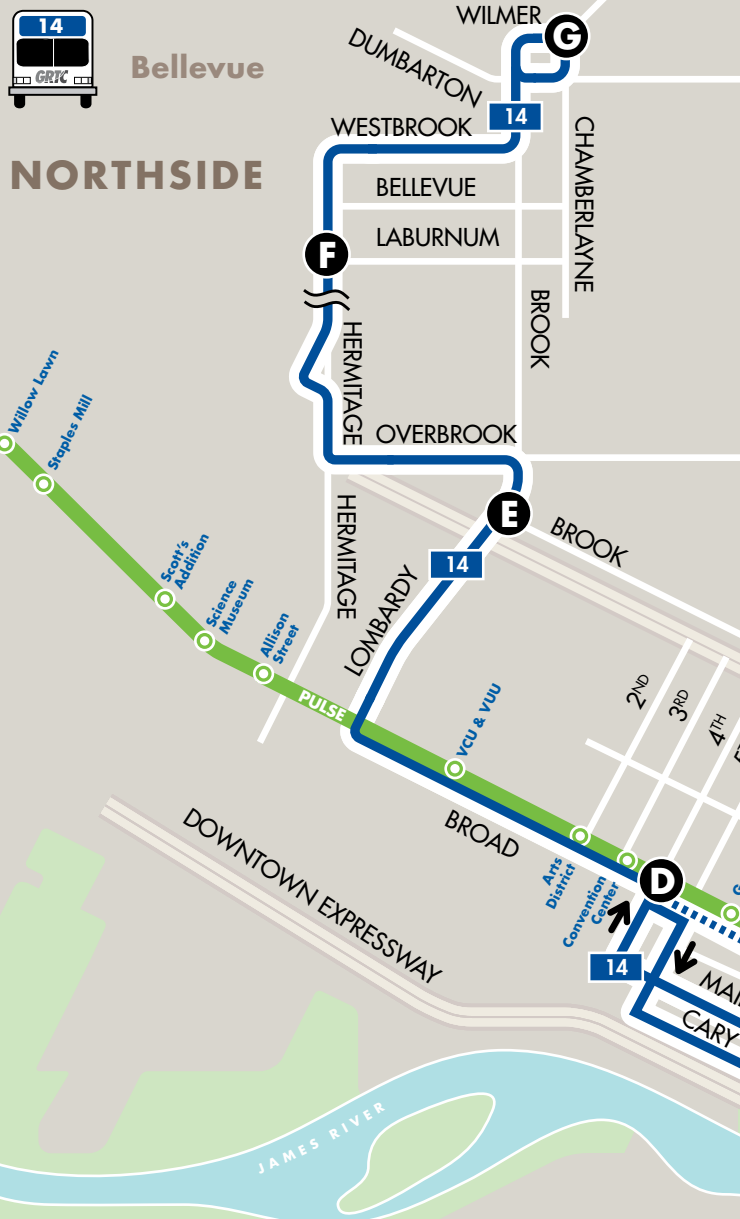 14
GRTC
Bellevue
NORTHSIDE
WILMER
G
DUMBARTON
14
WESTBROOK
CHAMBERLAYNE
BELLEVUE
LABURNUM
F
BROOK
HERMITAGE
OVERBROOK
Willow Lawn
Staples Mill
HERMITAGE
E
BROOK
14
Scott's
Addition
Science
Museum
Allison
Street
LOMBARDY
PULSE
VCU & VUU
2ND
3RD
4TH
BROAD
DOWNTOWN EXPRESSWAY
Arts
District
Convention
Center
D
14
MAI
CARY
JAMES RIVER